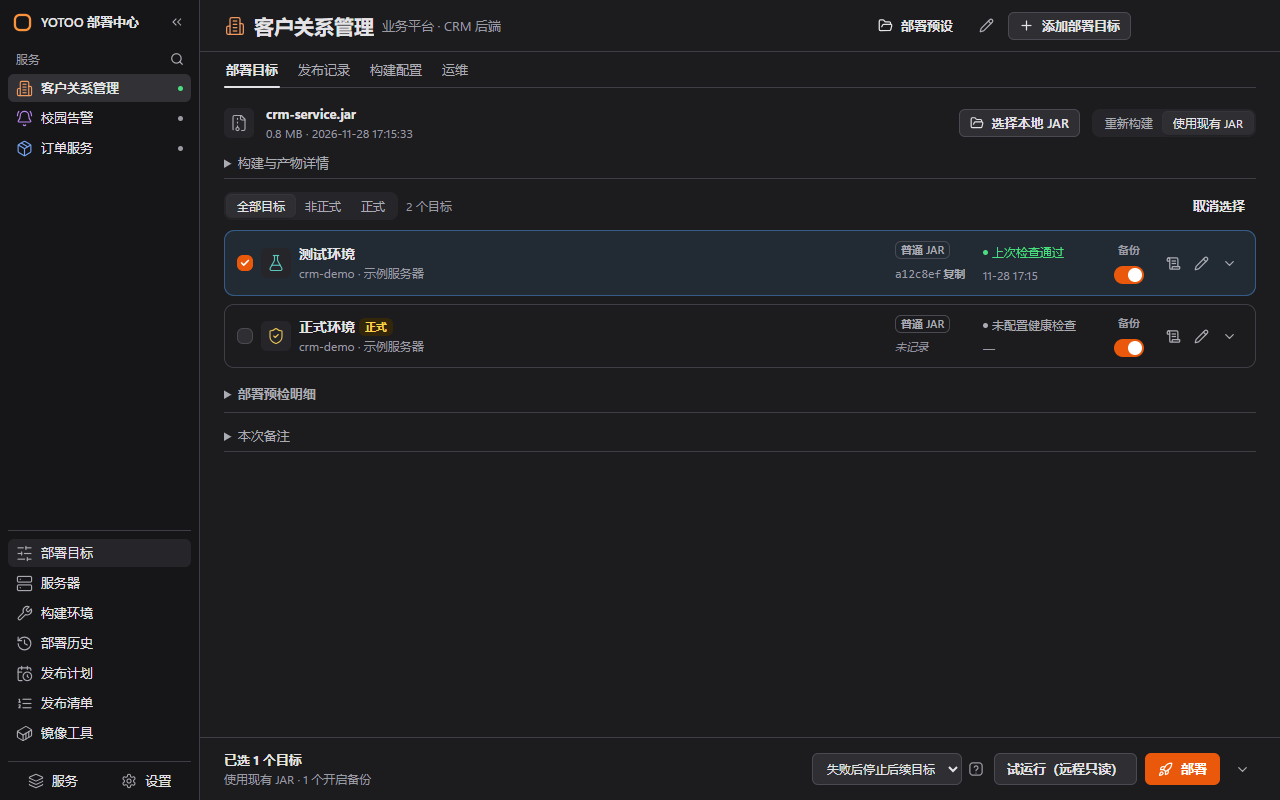 YOTOO 部署中心
服务
客户关系管理
校园告警
订单服务
部署目标
服务器
构建环境
部署历史
发布计划
发布清单
镜像工具
服务
设置
客户关系管理 业务平台 · CRM 后端
部署预设
添加部署目标
部署目标 发布记录 构建配置 运维
crm-service.jar
0.8 MB · 2026-11-28 17:15:33
选择本地 JAR
重新构建 使用现有 JAR
构建与产物详情
全部目标 非正式 正式 2 个目标
取消选择
测试环境
crm-demo · 示例服务器
普通 JAR
a12c8ef 复制
上次检查通过
11-28 17:15
备份
正式环境 正式
crm-demo · 示例服务器
普通 JAR
未记录
未配置健康检查
—
备份
部署预检明细
本次备注
已选 1 个目标
使用现有 JAR · 1 个开启备份
失败后停止后续目标
?
试运行（远程只读）
部署